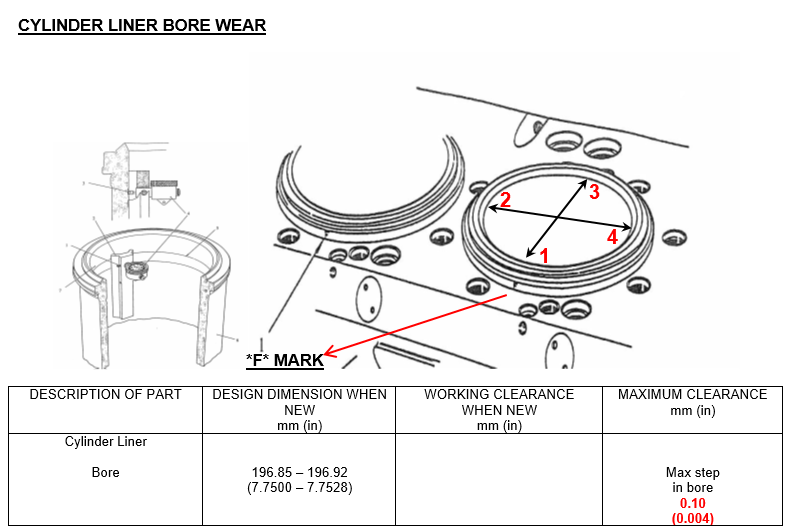 CYLINDER LINER BORE WEAR
2
3
4
1
*F* MARK
DESCRIPTION OF PART
DESIGN DIMENSION WHEN
NEW
mm (in)
WORKING CLEARANCE
WHEN NEW
mm (in)
MAXIMUM CLEARANCE
mm (in)
Cylinder Liner
Bore
196.85 – 196.92
(7.7500 – 7.7528)
Max step
in bore
0.10
(0.004)